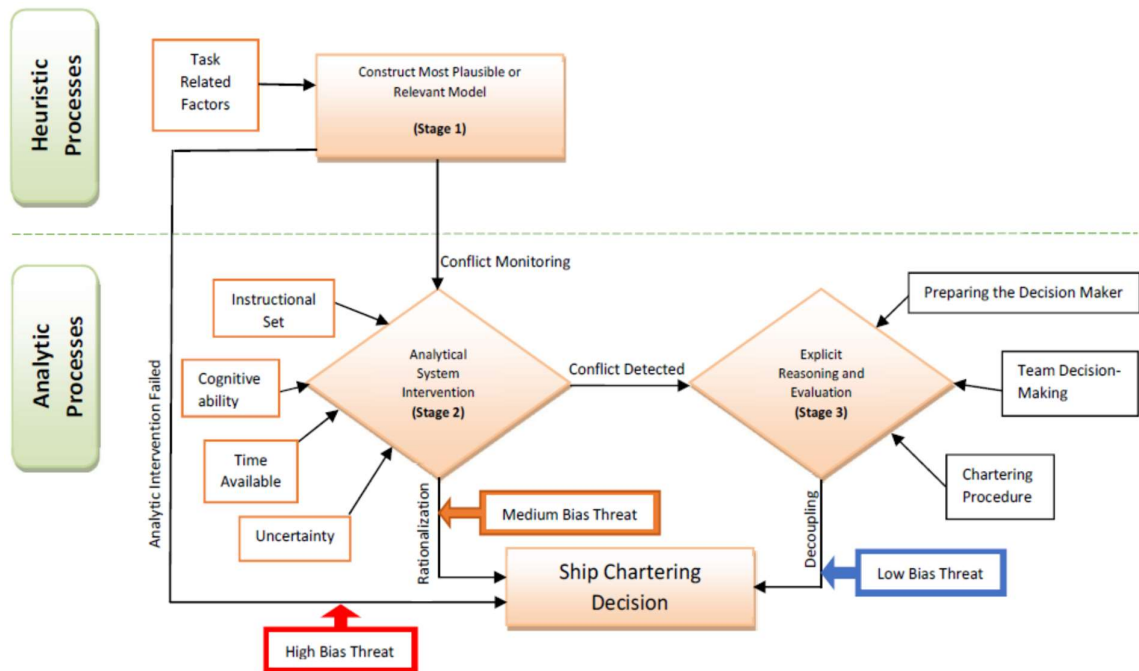 Heuristic
Processes
Task
Related
Factors
Construct Most Plausible or
Relevant Model
(Stage 1)
Conflict Monitoring
Analytic
Processes
Instructional
Set
Cognitive
ability
Time
Available
Uncertainty
Analytical
System
Intervention
(Stage 2)
Conflict Detected
Explicit
Reasoning and
Evaluation
(Stage 3)
Preparing the Decision Maker
Team Decision-
Making
Chartering
Procedure
Analytic Intervention Failed
Rationalization
Medium Bias Threat
Decoupling
Low Bias Threat
Ship Chartering
Decision
High Bias Threat